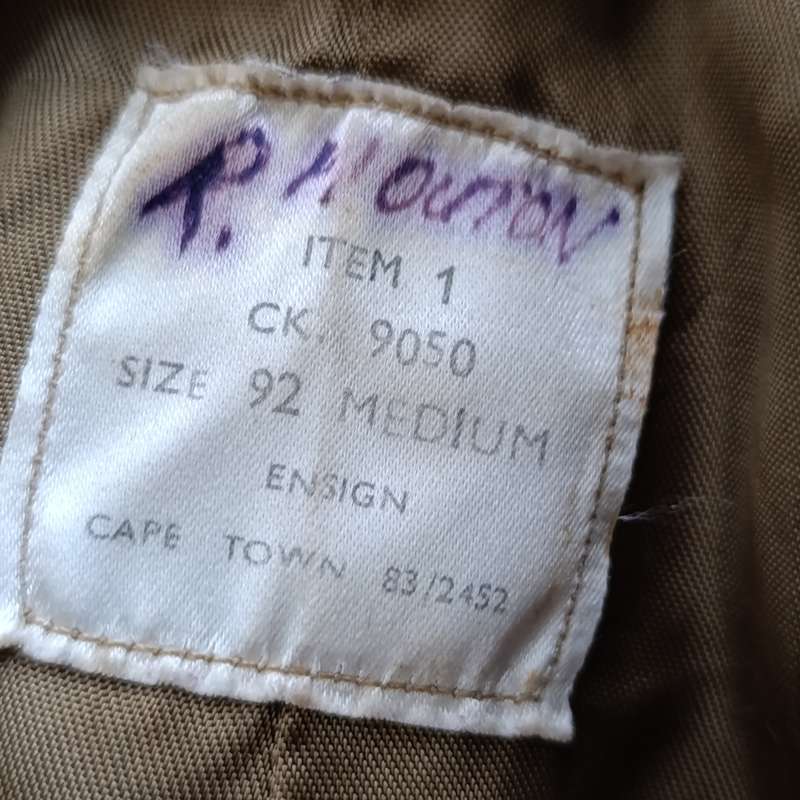 R. MOUTON
ITEM 1
CK. 9050
SIZE 92 MEDIUM
ENSIGN
CAPE TOWN 83/2452